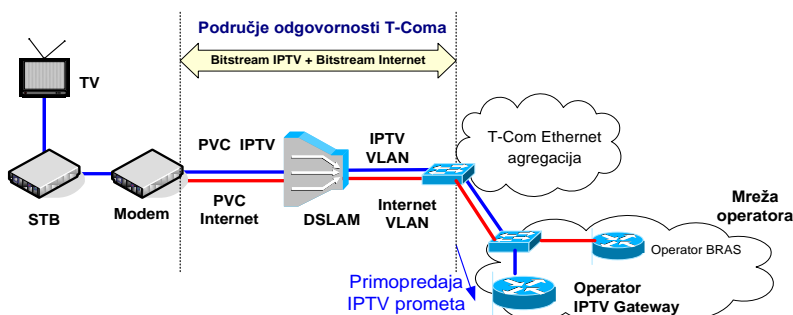 Područje odgovornosti T-Coma
Bitstream IPTV + Bitstream Internet
TV
PVC IPTV
IPTV
VLAN
T-Com Ethernet
agregacija
STB
Modem
PVC
Internet
DSLAM
Internet
VLAN
Mreža
operatora
Operator BRAS
Primopredaja
IPTV prometa
Operator
IPTV Gateway